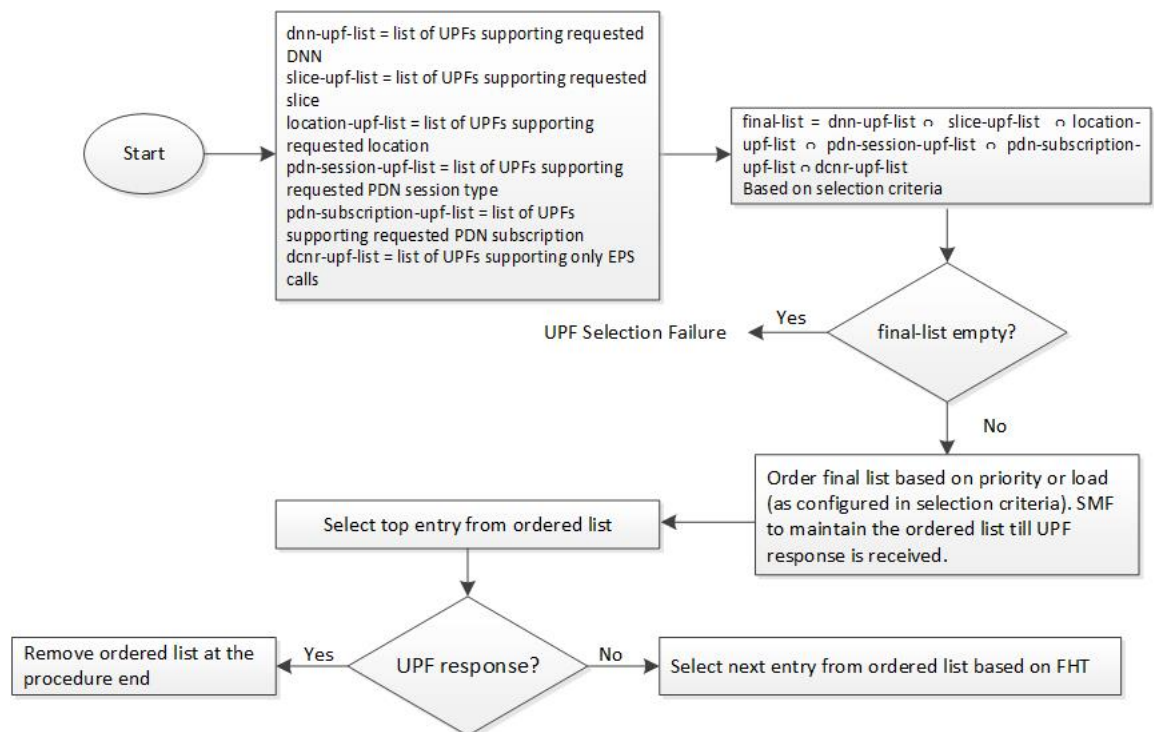 Start
dnn-upf-list = list of UPFs supporting requested
DNN
slice-upf-list = list of UPFs supporting requested
slice
location-upf-list = list of UPFs supporting
requested location
pdn-session-upf-list = list of UPFs supporting
requested PDN session type
pdn-subscription-upf-list = list of UPFs
supporting requested PDN subscription
dcnr-upf-list = list of UPFs supporting only EPS
calls
final-list = dnn-upf-list ∩ slice-upf-list ∩ location-
upf-list ∩ pdn-session-upf-list ∩ pdn-subscription-
upf-list ∩ dcnr-upf-list
Based on selection criteria
final-list empty?
Yes
UPF Selection Failure
No
Order final list based on priority or load
(as configured in selection criteria). SMF
to maintain the ordered list till UPF
response is received.
Select top entry from ordered list
UPF response?
Yes
Remove ordered list at the
procedure end
No
Select next entry from ordered list based on FHT